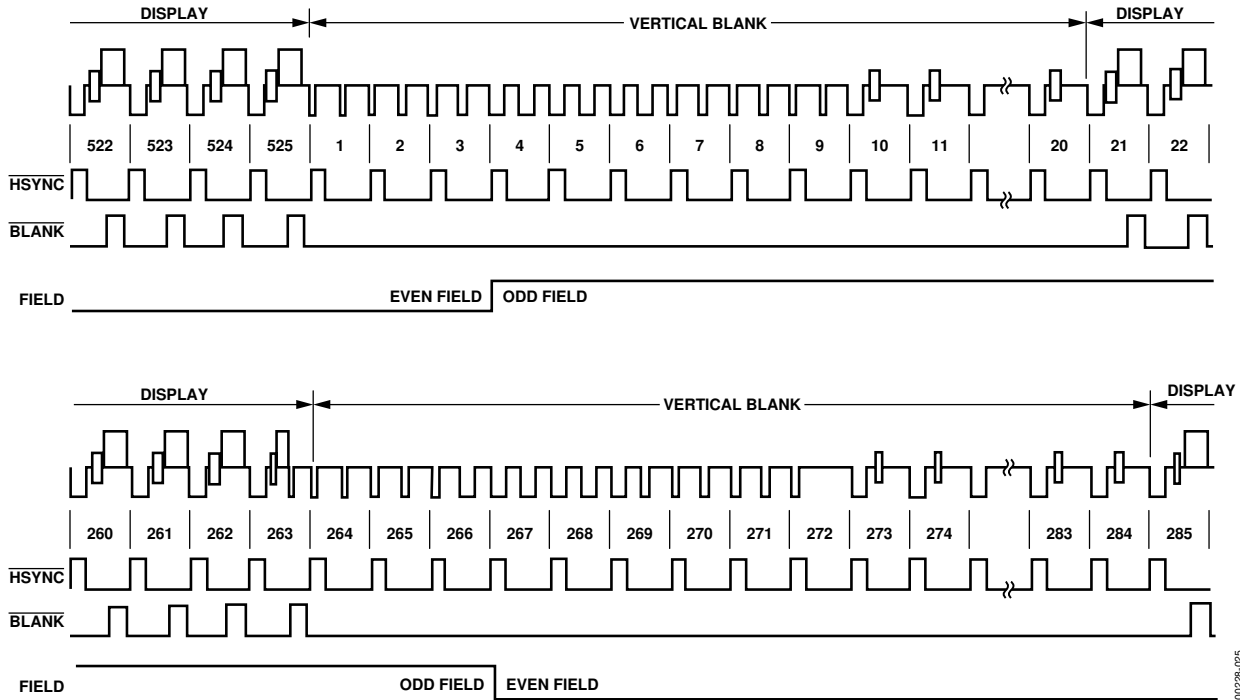 DISPLAY VERTICAL BLANK DISPLAY
522 523 524 525 1 2 3 4 5 6 7 8 9 10 11 20 21 22
HSYNC
BLANK
FIELD EVEN FIELD ODD FIELD
DISPLAY VERTICAL BLANK DISPLAY
260 261 262 263 264 265 266 267 268 269 270 271 272 273 274 283 284 285
HSYNC
BLANK
FIELD ODD FIELD EVEN FIELD
00228-025